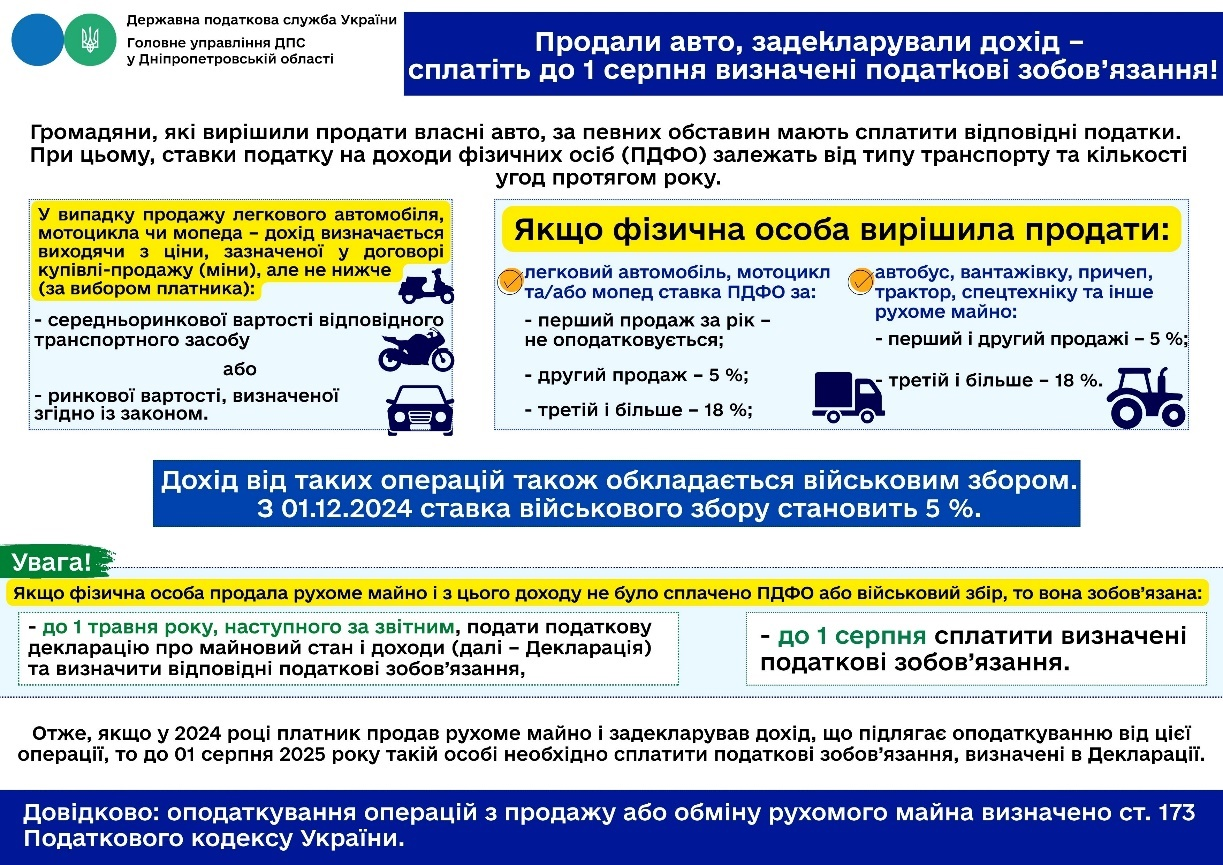 Державна податкова служба України
Головне управління ДПС
у Дніпропетровській області
Продали авто, задекларували дохід –
сплатіть до 1 серпня визначені податкові зобов’язання!
Громадяни, які вирішили продати власні авто, за певних обставин мають сплатити відповідні податки.
При цьому, ставки податку на доходи фізичних осіб (ПДФО) залежать від типу транспорту та кількості
угод протягом року.
У випадку продажу легкового автомобіля,
мотоцикла чи мопеда – дохід визначається
виходячи з ціни, зазначеної у договорі
купівлі-продажу (міни), але не нижче
(за вибором платника):
- середньоринкової вартості відповідного
транспортного засобу
або
- ринкової вартості, визначеної
згідно із законом.
Якщо фізична особа вирішила продати:
легковий автомобіль, мотоцикл
та/або мопед ставка ПДФО за:
- перший продаж за рік –
не оподатковується;
- другий продаж – 5 %;
- третій і більше – 18 %;
автобус, вантажівку, причеп,
трактор, спецтехніку та інше
рухоме майно:
- перший і другий продажі – 5 %;
- третій і більше – 18 %.
Дохід від таких операцій також обкладається військовим збором.
З 01.12.2024 ставка військового збору становить 5 %.
Увага!
Якщо фізична особа продала рухоме майно і з цього доходу не було сплачено ПДФО або військовий збір, то вона зобов’язана:
- до 1 травня року, наступного за звітним, подати податкову
декларацію про майновий стан і доходи (далі – Декларація)
та визначити відповідні податкові зобов’язання,
- до 1 серпня сплатити визначені
податкові зобов’язання.
Отже, якщо у 2024 році платник продав рухоме майно і задекларував дохід, що підлягає оподаткуванню від цієї
операції, то до 01 серпня 2025 року такій особі необхідно сплатити податкові зобов’язання, визначені в Декларації.
Довідково: оподаткування операцій з продажу або обміну рухомого майна визначено ст. 173
Податкового кодексу України.